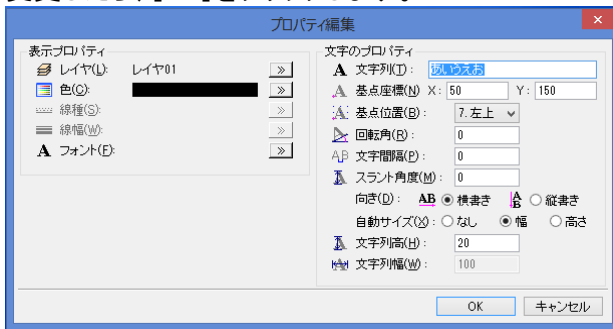 プロパティ編集
表示プロパティ
レイヤ(L): レイヤ01 >>
色(C): >>
線種(S): >>
線幅(W): >>
フォント(F): >>
文字のプロパティ
文字列(T): あいうえお
基点座標(N) X: 50 Y: 150
基点位置(B): 7.左上
回転角(R): 0
文字間隔(P): 0
スラント角度(M): 0
向き(D): AB 横書き AB 縦書き
自動サイズ(X): なし 幅 高さ
文字列高(H): 20
文字列幅(W): 100
OK キャンセル